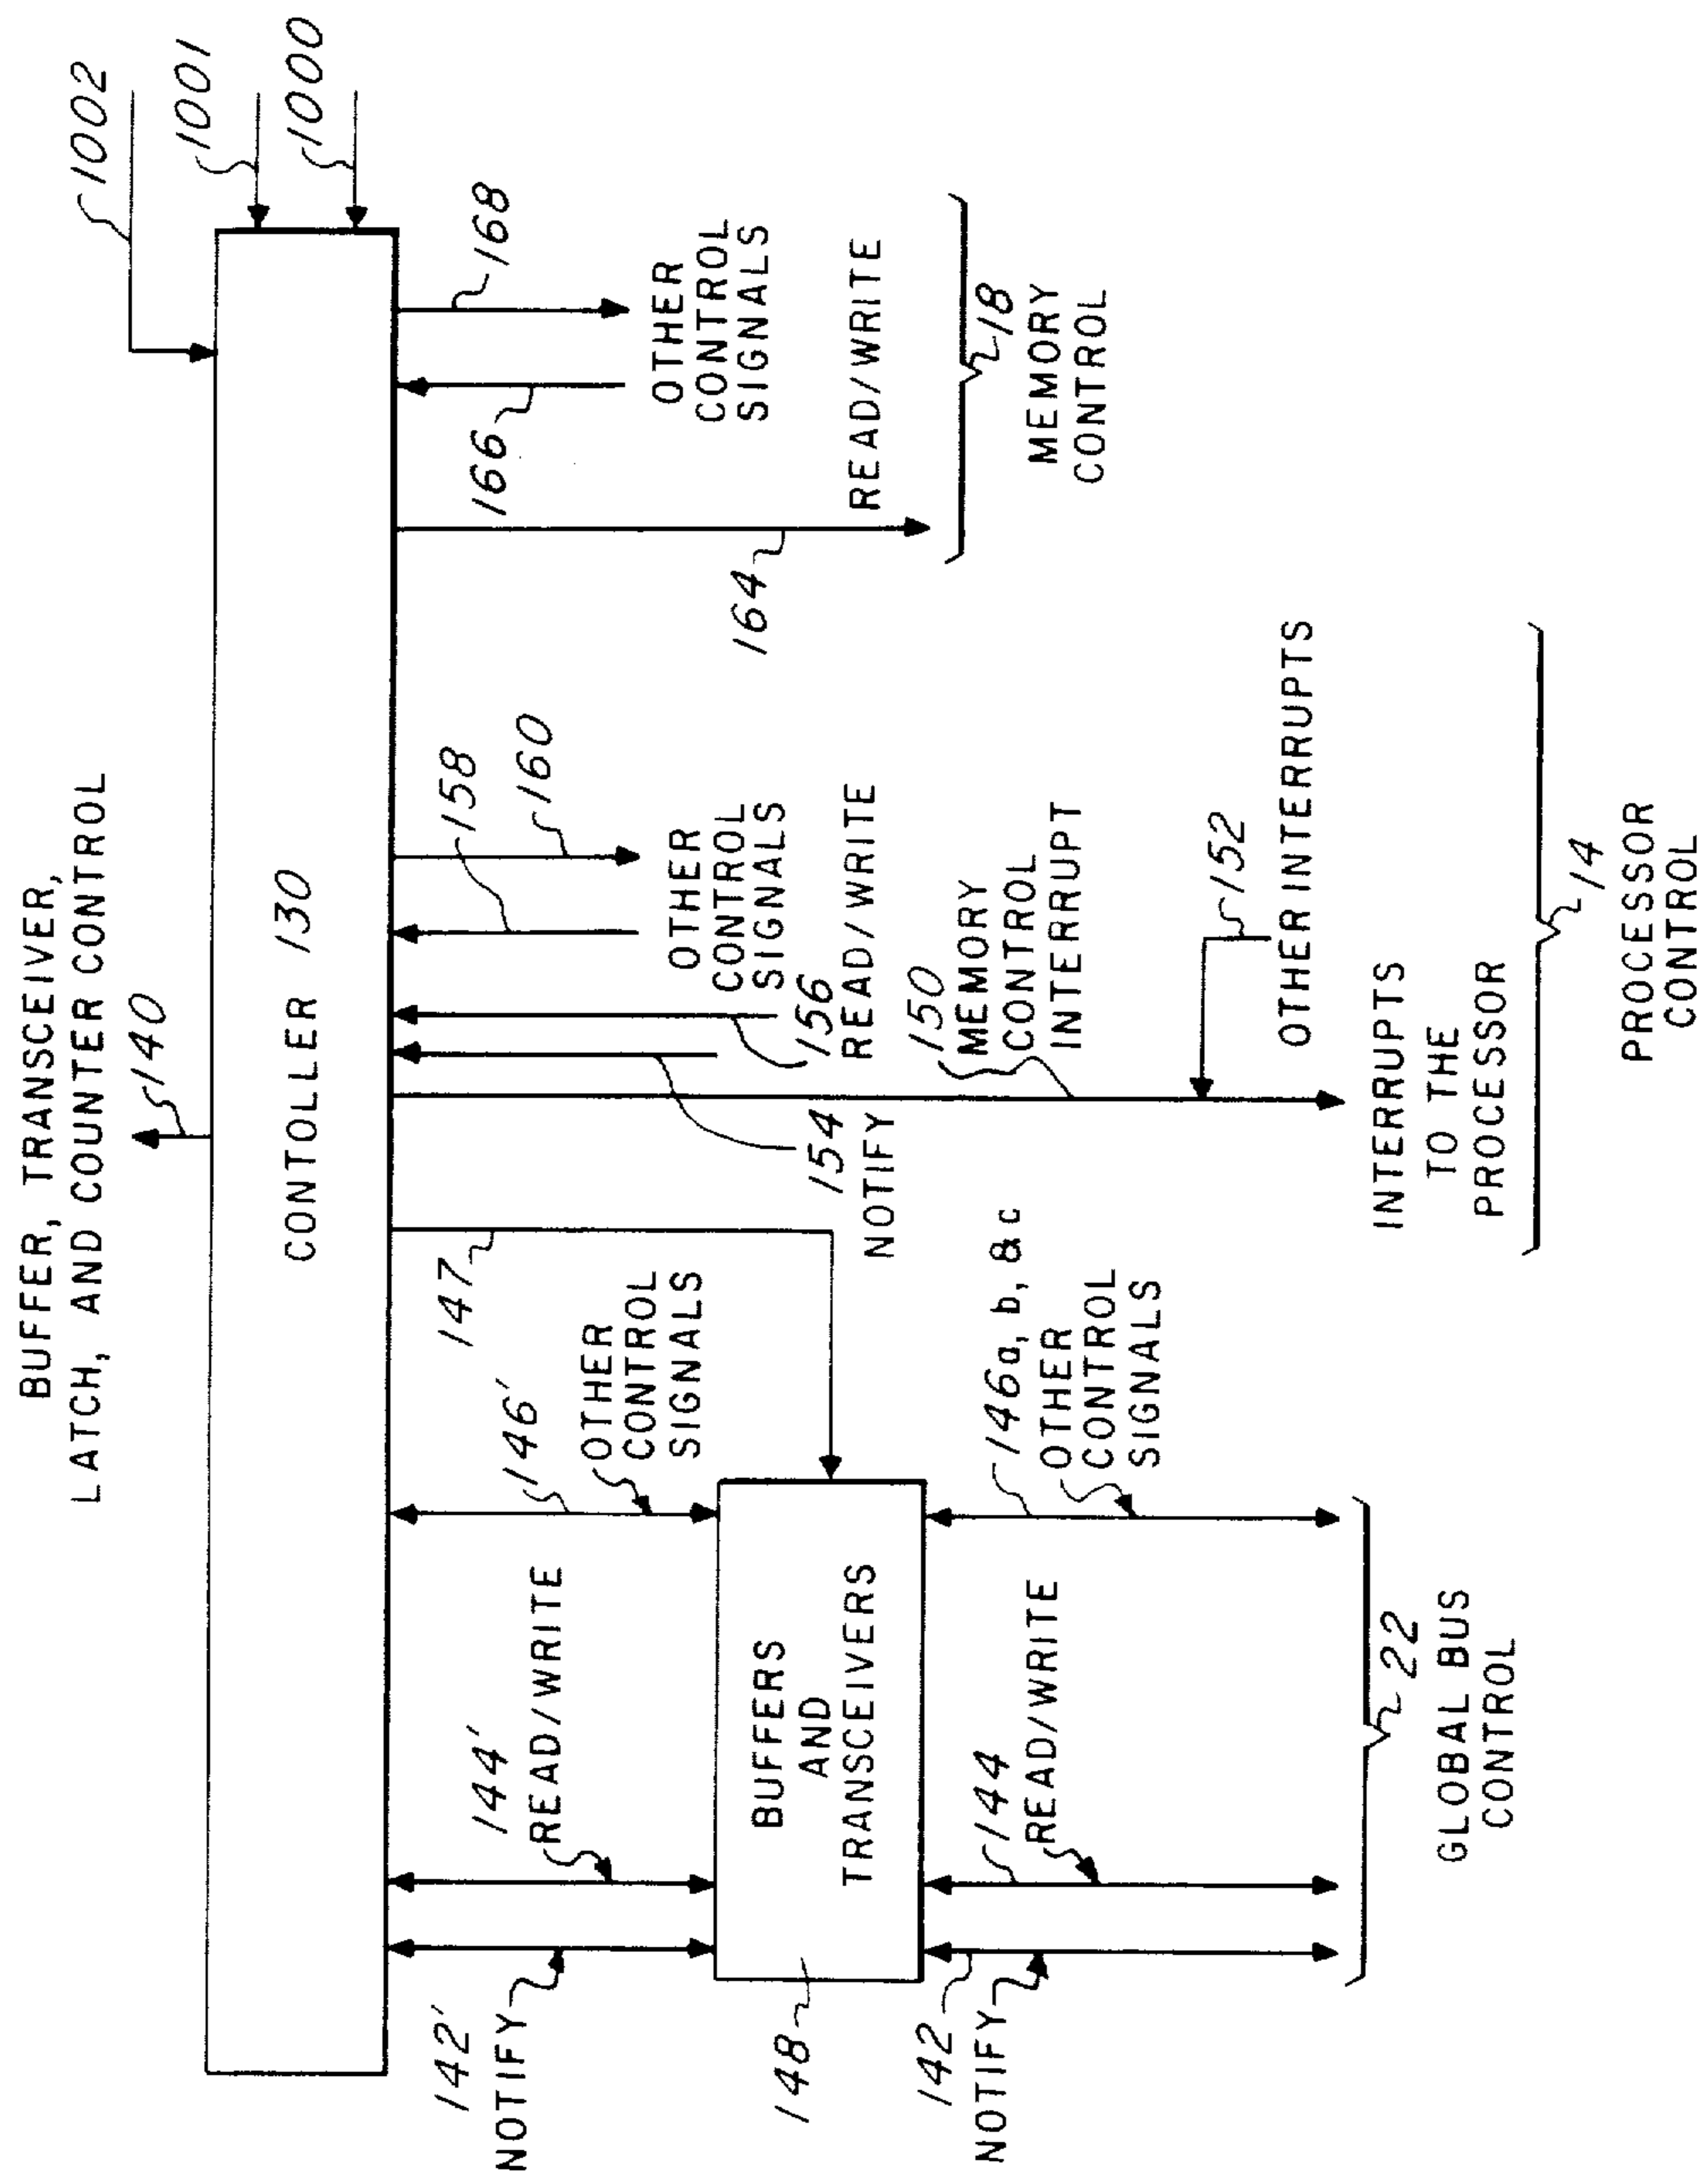 BUFFER, TRANSCEIVER,
LATCH, AND COUNTER CONTROL
140
1002
1001
1000
CONTOLLER 130
142'
NOTIFY
144'
READ/WRITE
146'
OTHER
CONTROL
SIGNALS
147
148
BUFFERS
AND
TRANSCEIVERS
142
NOTIFY
144
READ/WRITE
146a, b, & c
OTHER
CONTROL
SIGNALS
22
GLOBAL BUS
CONTROL
154
NOTIFY
158
160
OTHER
CONTROL
SIGNALS
156
READ/WRITE
150
MEMORY
CONTROL
INTERRUPT
152
OTHER INTERRUPTS
INTERRUPTS
TO THE
PROCESSOR
14
PROCESSOR
CONTROL
166
168
OTHER
CONTROL
SIGNALS
164
READ/WRITE
18
MEMORY
CONTROL